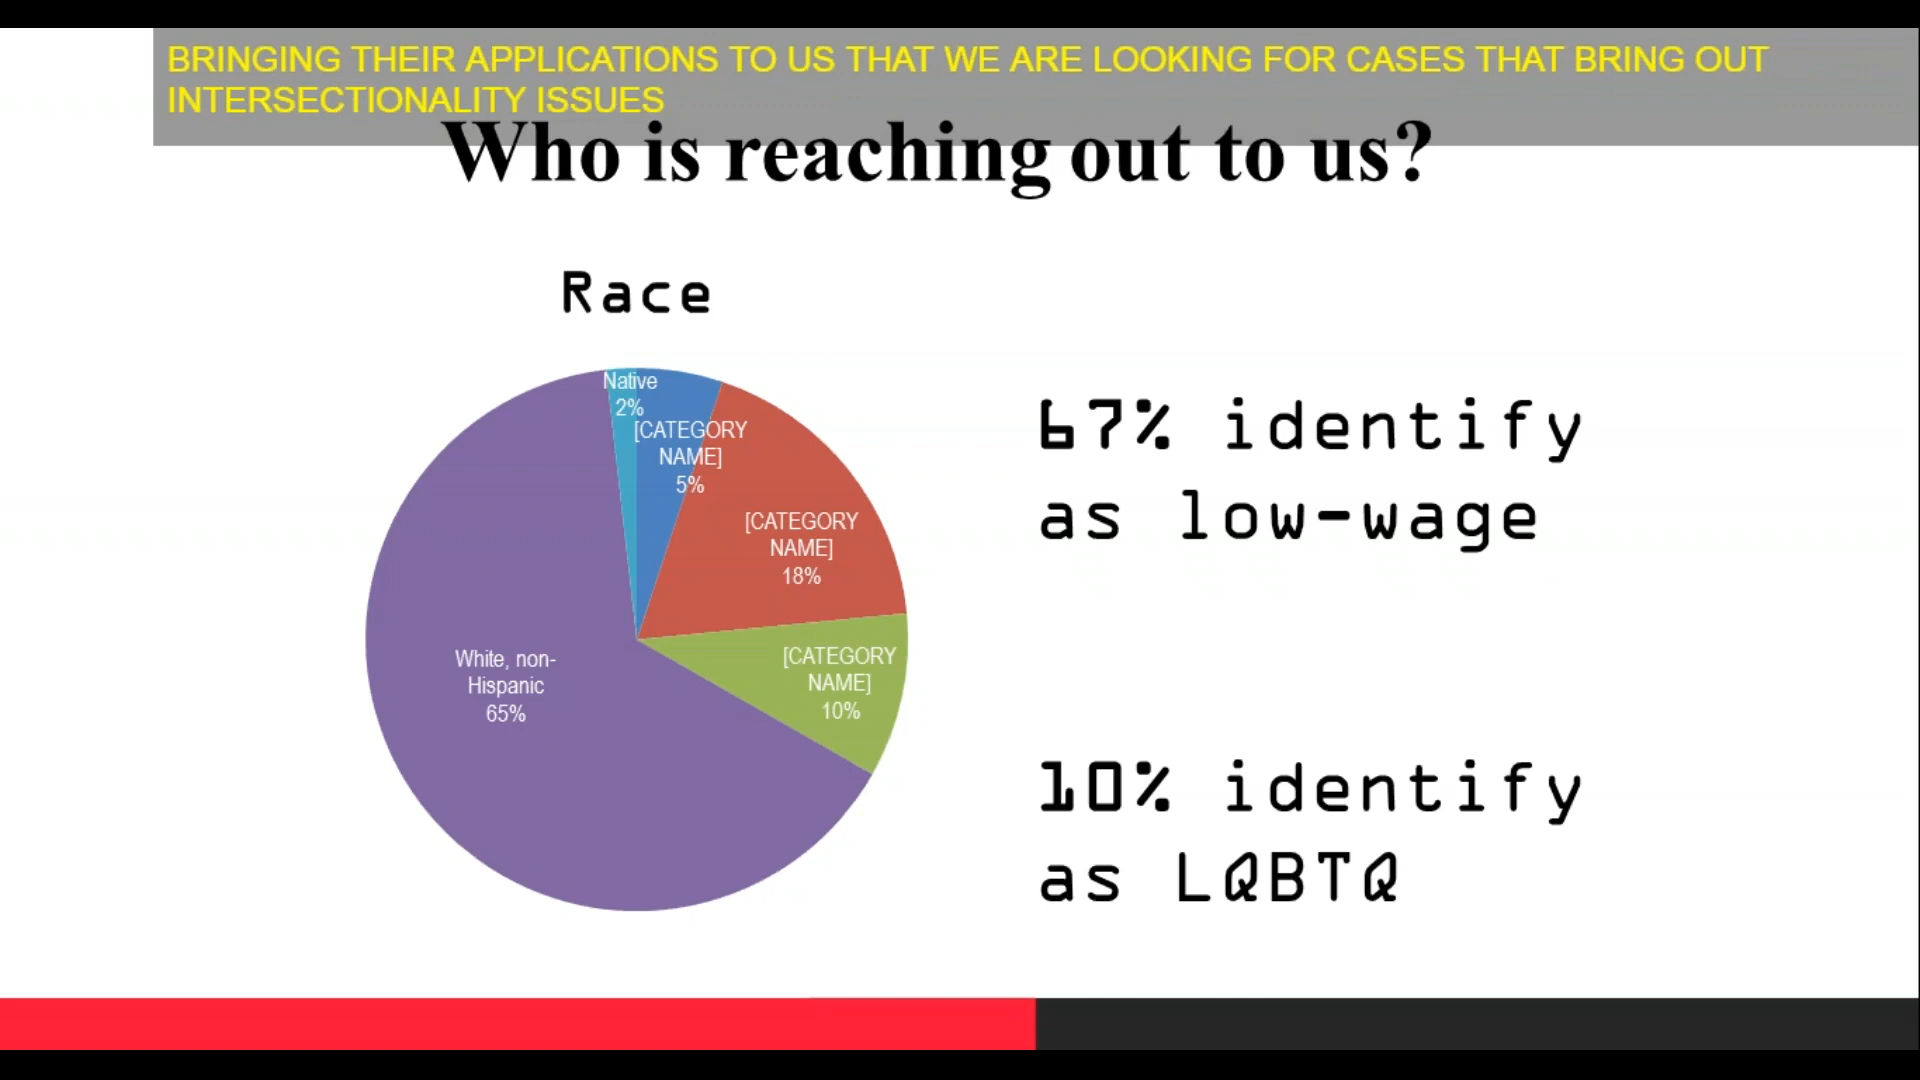 BRINGING THEIR APPLICATIONS TO US THAT WE ARE LOOKING FOR CASES THAT BRING OUT
INTERSECTIONALITY ISSUES
Who is reaching out to us?
Race
Native
2%
[CATEGORY
NAME]
5%
[CATEGORY
NAME]
18%
[CATEGORY
NAME]
10%
White, non-
Hispanic
65%
67% identify
as low-wage
10% identify
as LQBTQ